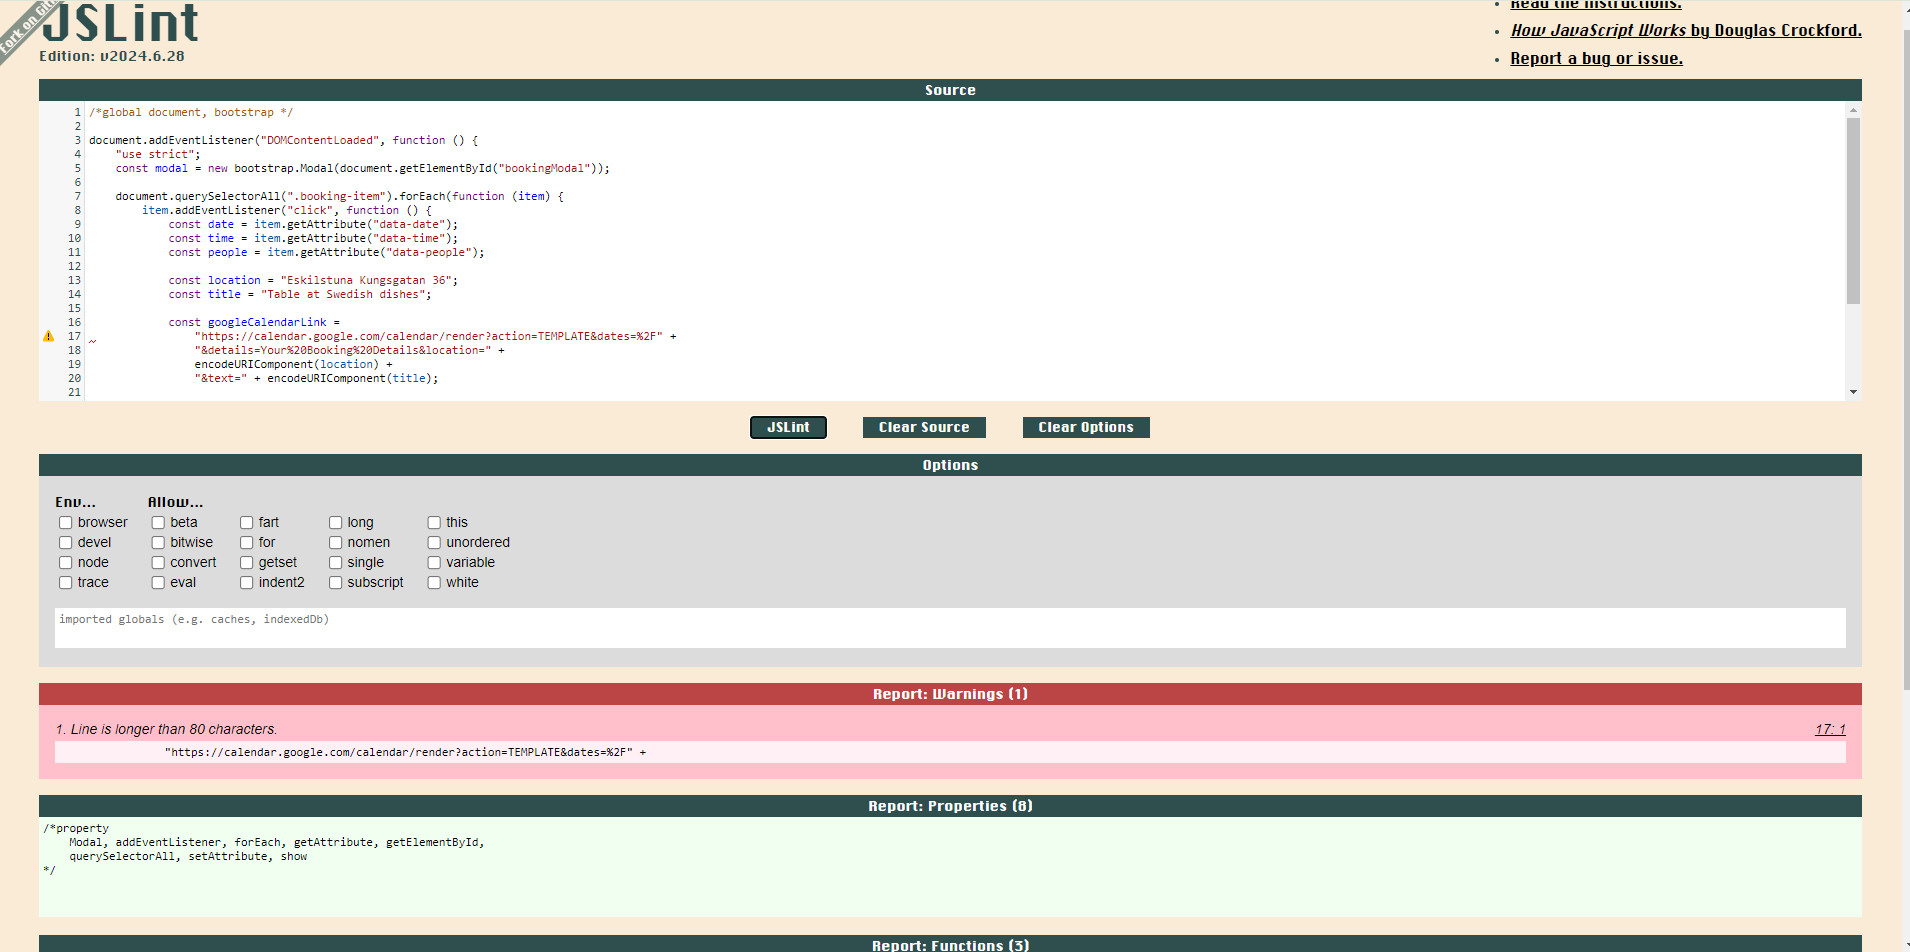 Fork on Git
JSLint
Edition: v2024.6.28
Read the instructions.
How JavaScript Works by Douglas Crockford.
Report a bug or issue.
Source
1 /*global document, bootstrap */
2
3 document.addEventListener("DOMContentLoaded", function () {
4 "use strict";
5 const modal = new bootstrap.Modal(document.getElementById("bookingModal"));
6
7 document.querySelectorAll(".booking-item").forEach(function (item) {
8 item.addEventListener("click", function () {
9 const date = item.getAttribute("data-date");
10 const time = item.getAttribute("data-time");
11 const people = item.getAttribute("data-people");
12
13 const location = "Eskilstuna Kungsgatan 36";
14 const title = "Table at Swedish dishes";
15
16 const googleCalendarLink =
17 "https://calendar.google.com/calendar/render?action=TEMPLATE&dates=%2F" +
18 "&details=Your%20Booking%20Details&location=" +
19 encodeURIComponent(location) +
20 "&text=" + encodeURIComponent(title);
21
JSLint Clear Source Clear Options
Options
Env... Allow...
browser beta fart long this
devel bitwise for nomen unordered
node convert getset single variable
trace eval indent2 subscript white
imported globals (e.g. caches, indexedDb)
Report: Warnings (1)
1. Line is longer than 80 characters. 17: 1
"https://calendar.google.com/calendar/render?action=TEMPLATE&dates=%2F" +
Report: Properties (8)
/*property
Modal, addEventListener, forEach, getAttribute, getElementById,
querySelectorAll, setAttribute, show
*/
Report: Functions (3)